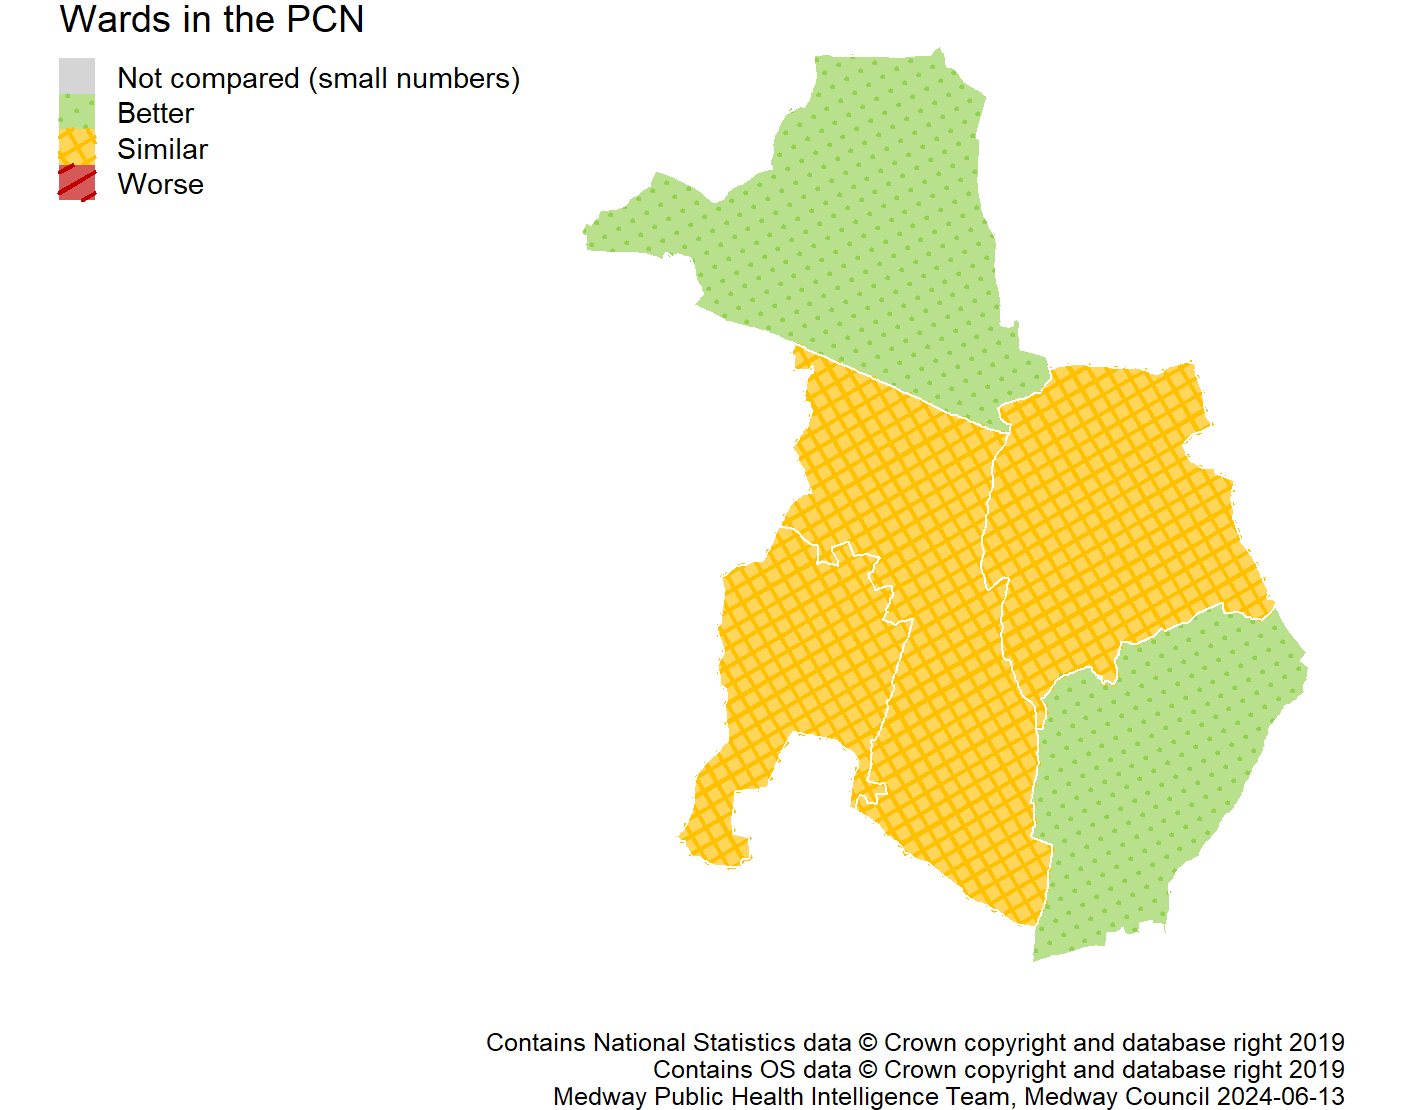 Wards in the PCN
Not compared (small numbers)
Better
Similar
Worse
Contains National Statistics data © Crown copyright and database right 2019
Contains OS data © Crown copyright and database right 2019
Medway Public Health Intelligence Team, Medway Council 2024-06-13